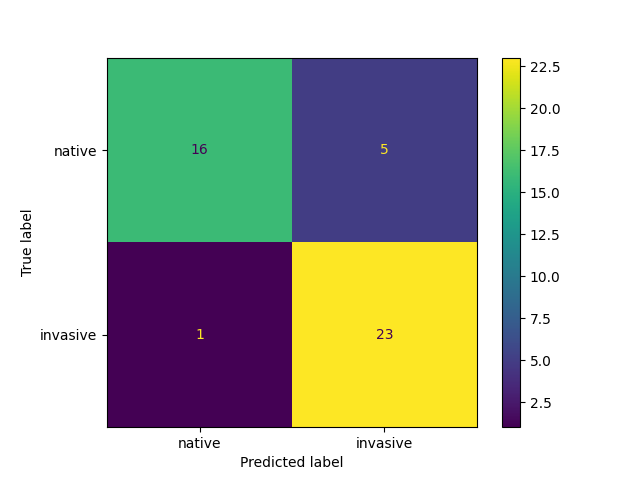 native
invasive
True label
16
5
1
23
native
invasive
Predicted label
22.5
20.0
17.5
15.0
12.5
10.0
7.5
5.0
2.5